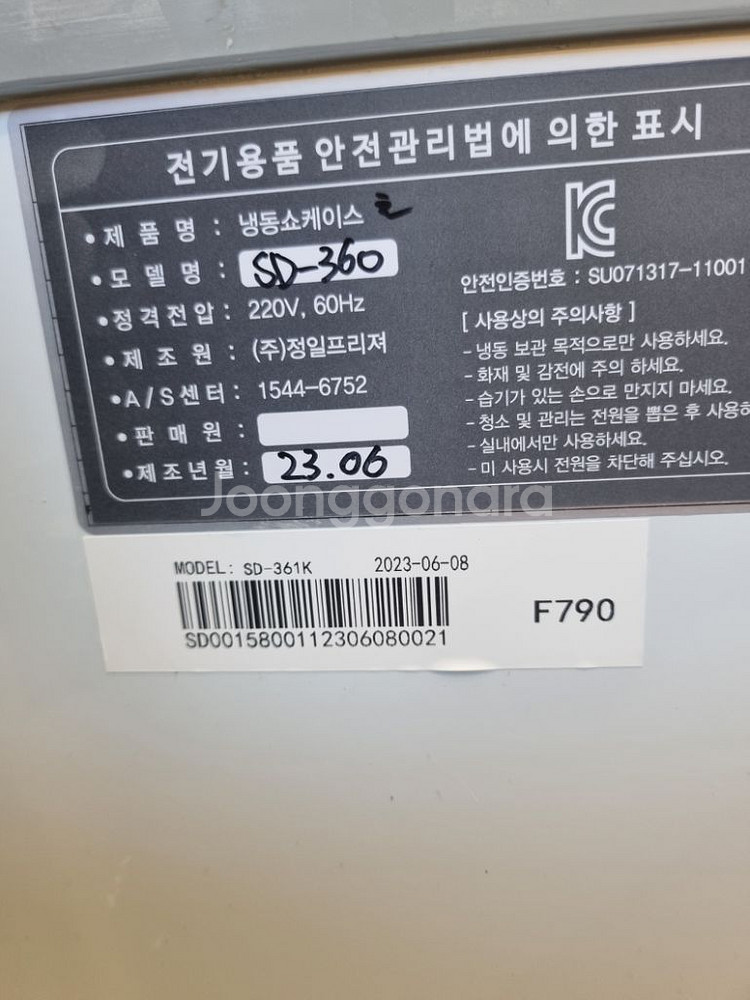 전기용품 안전관리법에 의한 표시
•제 품 명 : 냉동쇼케이스
•모 델 명 : SD-360
•정격전압 : 220V, 60Hz
•제 조 원 : (주)정일프리져
•A/S센터 : 1544-6752
•판 매 원 :
•제조년월 : 23.06
안전인증번호 : SU071317-11001
[ 사용상의 주의사항 ]
- 냉동 보관 목적으로만 사용하세요.
- 화재 및 감전에 주의 하세요.
- 습기가 있는 손으로 만지지 마세요.
- 청소 및 관리는 전원을 뽑은 후 사용하
- 실내에서만 사용하세요.
- 미 사용시 전원을 차단해 주십시오.
Joonggonara
MODEL: SD-361K 2023-06-08
SD0015800112306080021
F790